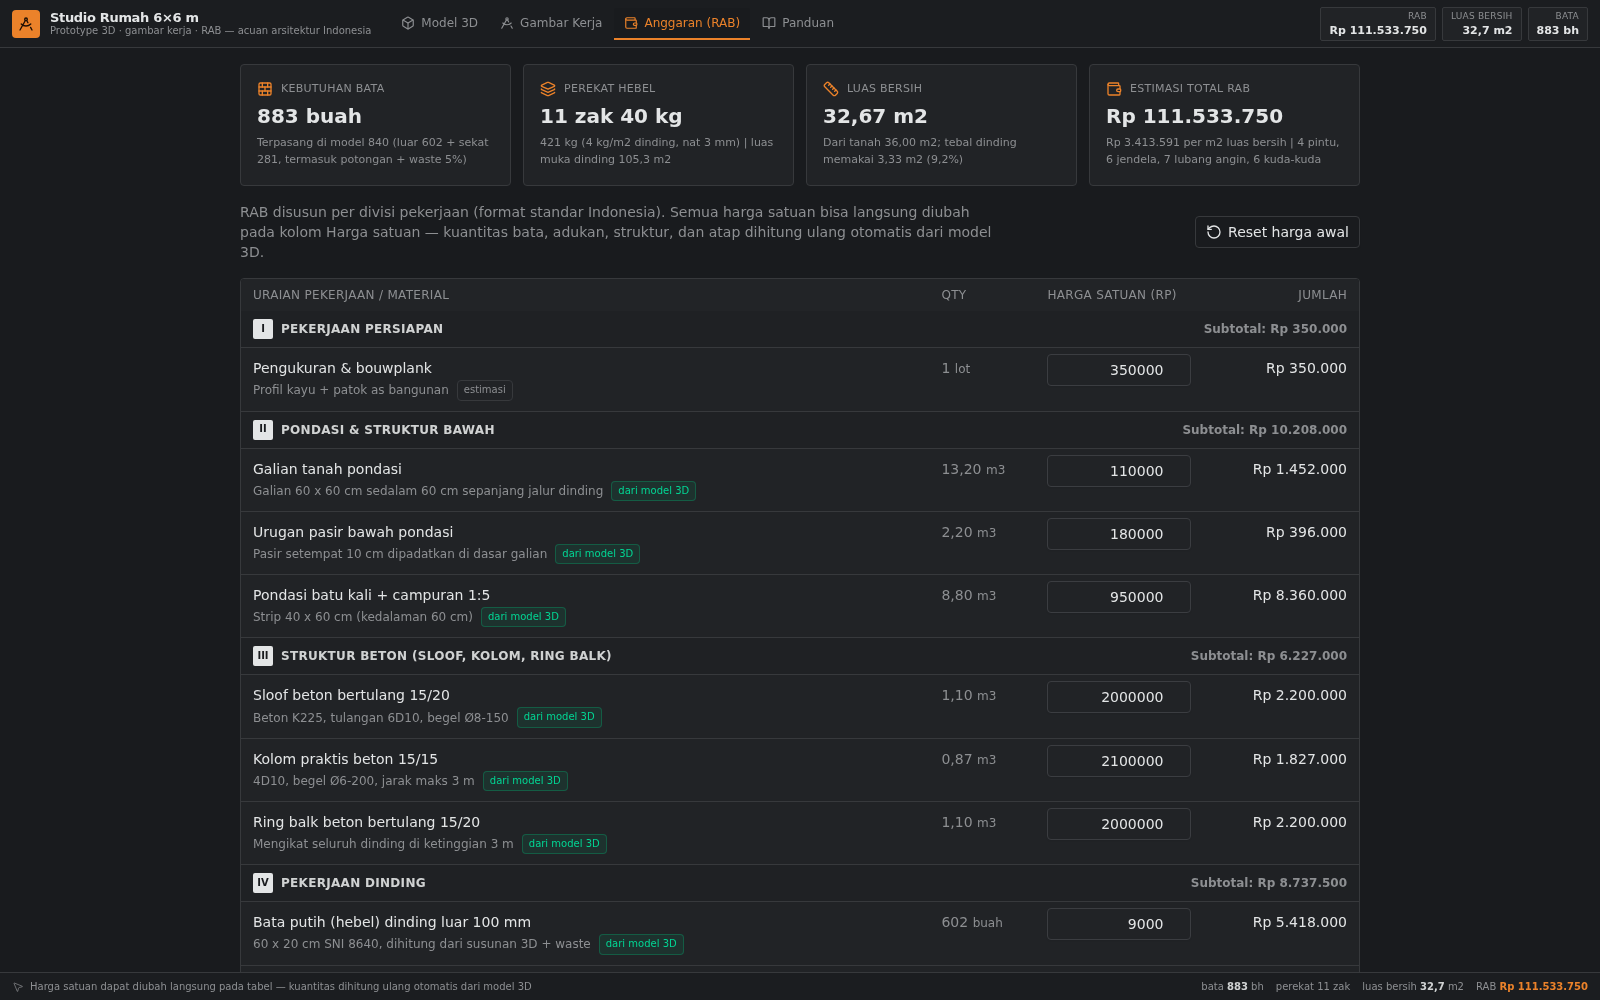 Studio Rumah 6×6 m
Prototype 3D · gambar kerja · RAB — acuan arsitektur Indonesia
Model 3D
Gambar Kerja
Anggaran (RAB)
Panduan
RAB
Rp 111.533.750
LUAS BERSIH
32,7 m2
BATA
883 bh
KEBUTUHAN BATA
883 buah
Terpasang di model 840 (luar 602 + sekat
281, termasuk potongan + waste 5%)
PEREKAT HEBEL
11 zak 40 kg
421 kg (4 kg/m2 dinding, nat 3 mm) | luas
muka dinding 105,3 m2
LUAS BERSIH
32,67 m2
Dari tanah 36,00 m2; tebal dinding
memakai 3,33 m2 (9,2%)
ESTIMASI TOTAL RAB
Rp 111.533.750
Rp 3.413.591 per m2 luas bersih | 4 pintu,
6 jendela, 7 lubang angin, 6 kuda-kuda
RAB disusun per divisi pekerjaan (format standar Indonesia). Semua harga satuan bisa langsung diubah
pada kolom Harga satuan — kuantitas bata, adukan, struktur, dan atap dihitung ulang otomatis dari model
3D.
Reset harga awal
URAIAN PEKERJAAN / MATERIAL QTY HARGA SATUAN (RP) JUMLAH
I PEKERJAAN PERSIAPAN Subtotal: Rp 350.000
Pengukuran & bouwplank 1 lot 350000 Rp 350.000
Profil kayu + patok as bangunan estimasi
II PONDASI & STRUKTUR BAWAH Subtotal: Rp 10.208.000
Galian tanah pondasi 13,20 m3 110000 Rp 1.452.000
Galian 60 x 60 cm sedalam 60 cm sepanjang jalur dinding dari model 3D
Urugan pasir bawah pondasi 2,20 m3 180000 Rp 396.000
Pasir setempat 10 cm dipadatkan di dasar galian dari model 3D
Pondasi batu kali + campuran 1:5 8,80 m3 950000 Rp 8.360.000
Strip 40 x 60 cm (kedalaman 60 cm) dari model 3D
III STRUKTUR BETON (SLOOF, KOLOM, RING BALK) Subtotal: Rp 6.227.000
Sloof beton bertulang 15/20 1,10 m3 2000000 Rp 2.200.000
Beton K225, tulangan 6D10, begel Ø8-150 dari model 3D
Kolom praktis beton 15/15 0,87 m3 2100000 Rp 1.827.000
4D10, begel Ø6-200, jarak maks 3 m dari model 3D
Ring balk beton bertulang 15/20 1,10 m3 2000000 Rp 2.200.000
Mengikat seluruh dinding di ketinggian 3 m dari model 3D
IV PEKERJAAN DINDING Subtotal: Rp 8.737.500
Bata putih (hebel) dinding luar 100 mm 602 buah 9000 Rp 5.418.000
60 x 20 cm SNI 8640, dihitung dari susunan 3D + waste dari model 3D
Harga satuan dapat diubah langsung pada tabel — kuantitas dihitung ulang otomatis dari model 3D
bata 883 bh perekat 11 zak luas bersih 32,7 m2 RAB Rp 111.533.750